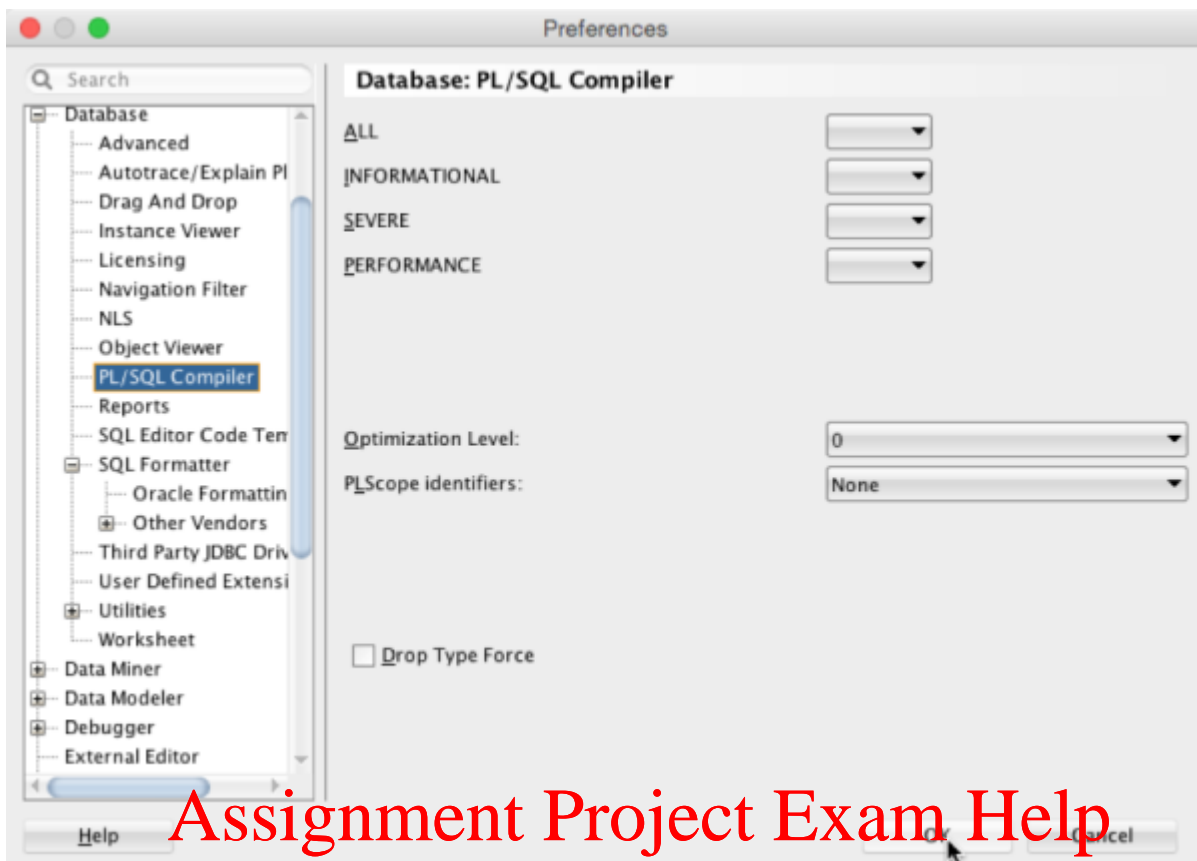 Preferences
Search
Database
Advanced
Autotrace/Explain Pl
Drag And Drop
Instance Viewer
Licensing
Navigation Filter
NLS
Object Viewer
PL/SQL Compiler
Reports
SQL Editor Code Tem
SQL Formatter
Oracle Formattin
Other Vendors
Third Party JDBC Driv
User Defined Extensi
Utilities
Worksheet
Data Miner
Data Modeler
Debugger
External Editor
Database: PL/SQL Compiler
ALL
INFORMATIONAL
SEVERE
PERFORMANCE
Optimization Level: 0
PLScope identifiers: None
Drop Type Force
Help
OK
Cancel
Assignment Project Exam Help